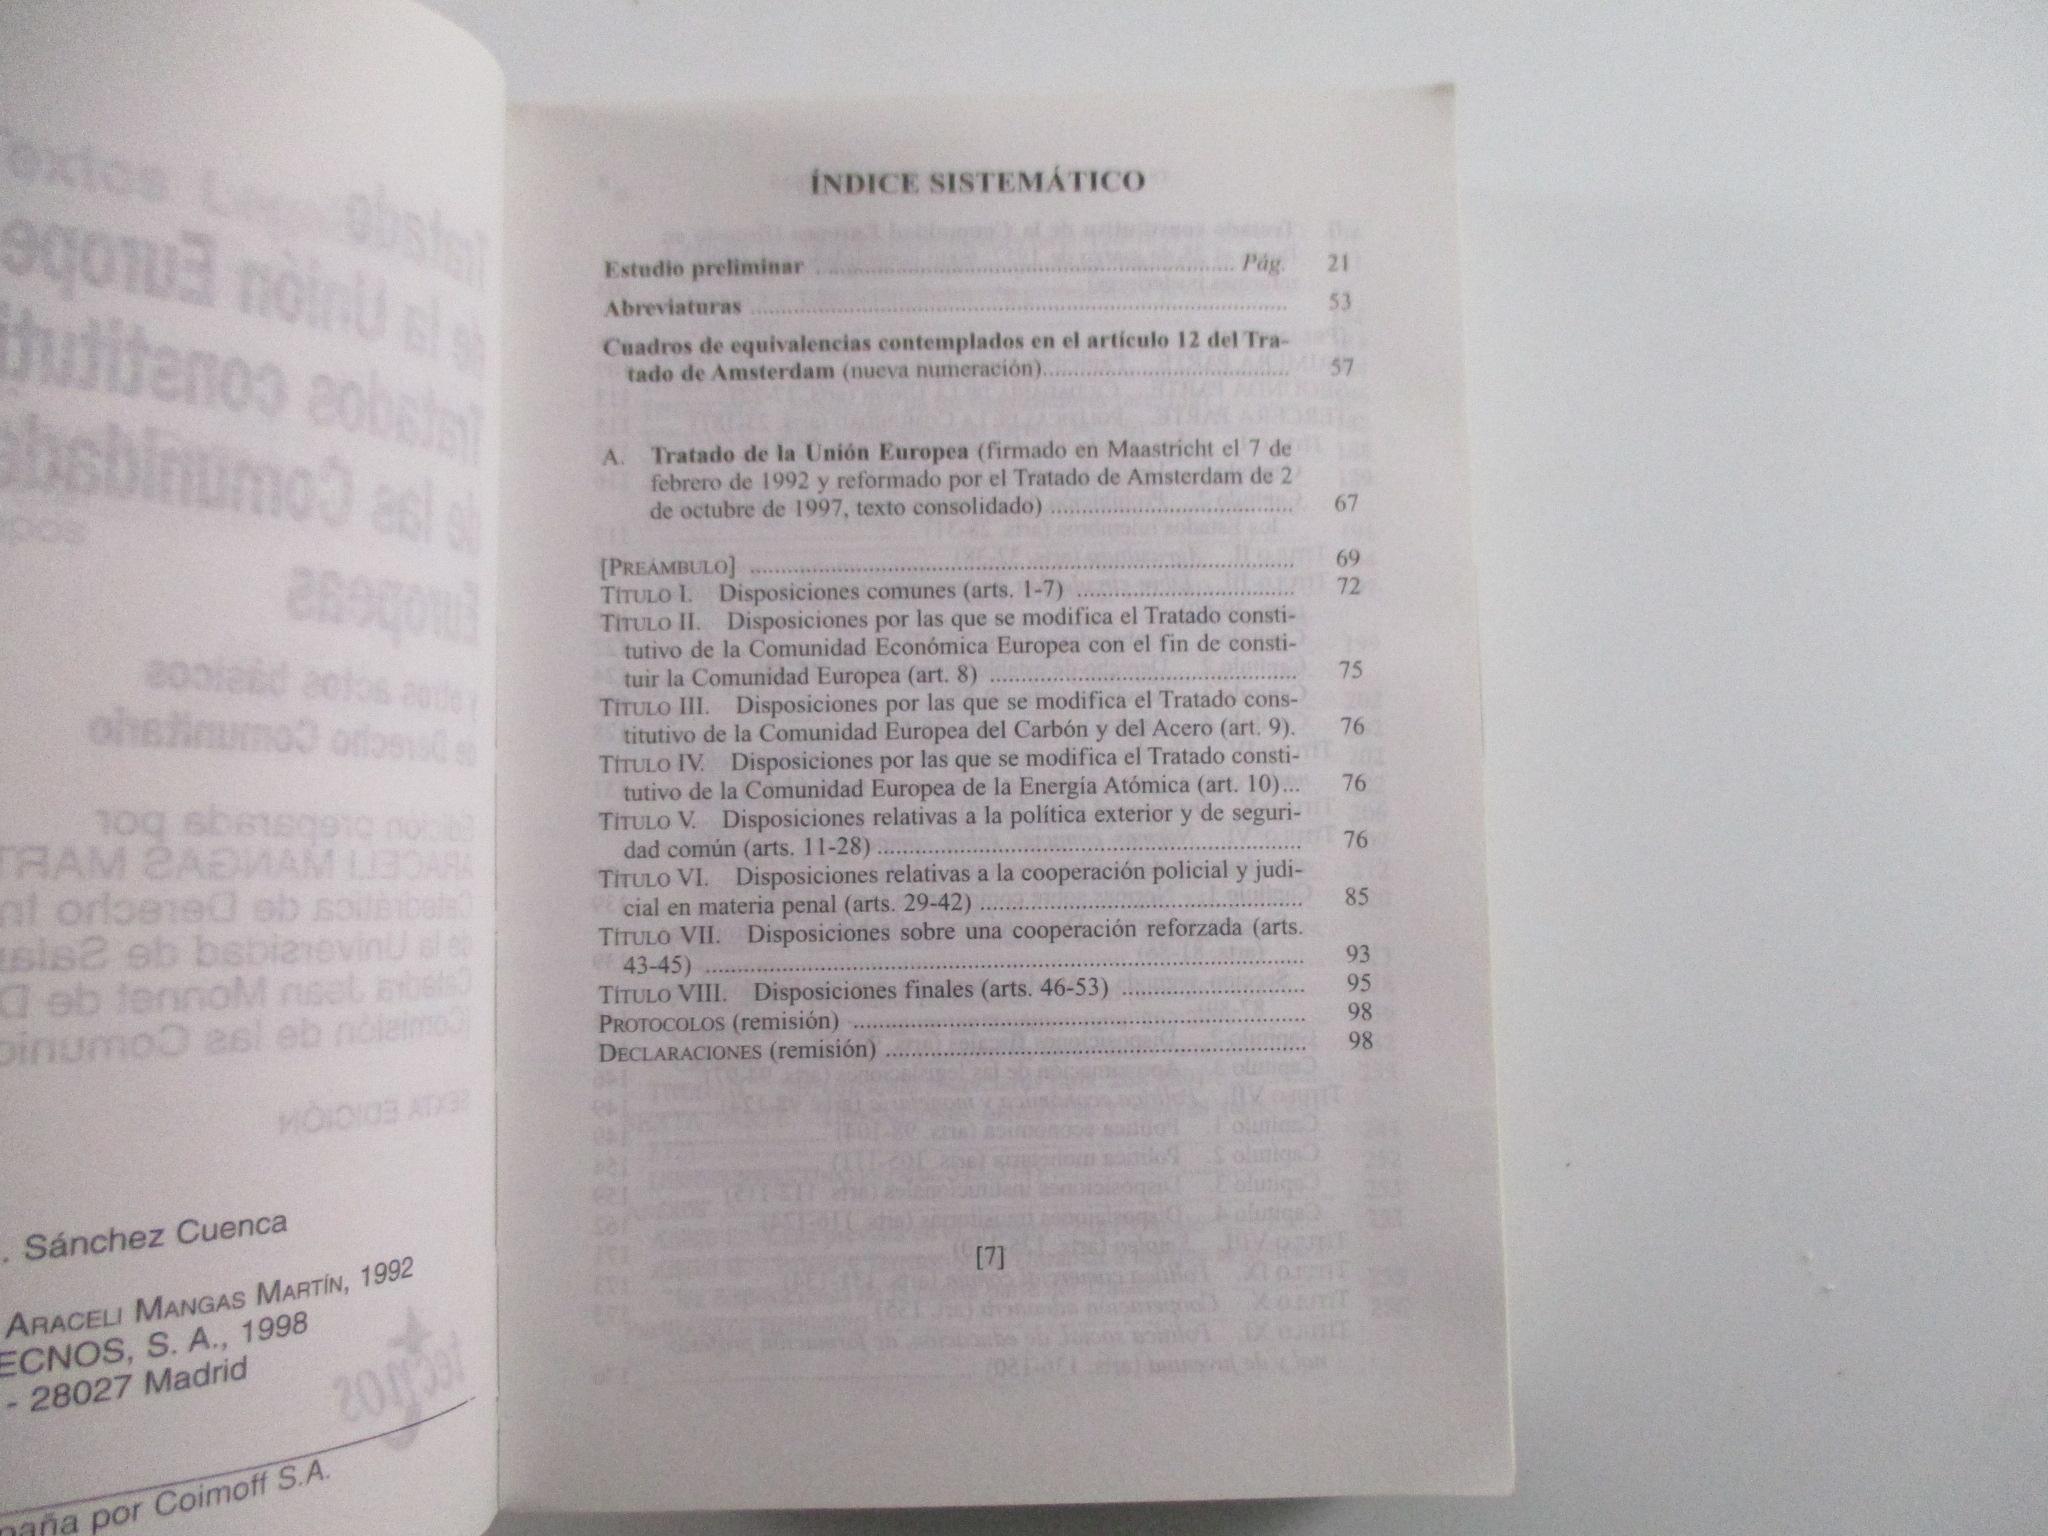 . Sánchez Cuenca
ARACELI MANGAS MARTÍN, 1992
ECNOS, S. A., 1998
- 28027 Madrid
paña por Coimoff S.A.
ÍNDICE SISTEMÁTICO
Estudio preliminar ........ Pág. 21
Abreviaturas ........ 53
Cuadros de equivalencias contemplados en el artículo 12 del Tra-
tado de Amsterdam (nueva numeración)........ 57
A. Tratado de la Unión Europea (firmado en Maastricht el 7 de
febrero de 1992 y reformado por el Tratado de Amsterdam de 2
de octubre de 1997, texto consolidado) ........ 67
[PREÁMBULO] ........ 69
TÍTULO I. Disposiciones comunes (arts. 1-7) ........ 72
TÍTULO II. Disposiciones por las que se modifica el Tratado consti-
tutivo de la Comunidad Económica Europea con el fin de consti-
tuir la Comunidad Europea (art. 8) ........ 75
TÍTULO III. Disposiciones por las que se modifica el Tratado cons-
titutivo de la Comunidad Europea del Carbón y del Acero (art. 9). 76
TÍTULO IV. Disposiciones por las que se modifica el Tratado consti-
tutivo de la Comunidad Europea de la Energía Atómica (art. 10)... 76
TÍTULO V. Disposiciones relativas a la política exterior y de seguri-
dad común (arts. 11-28) ........ 76
TÍTULO VI. Disposiciones relativas a la cooperación policial y judi-
cial en materia penal (arts. 29-42) ........ 85
TÍTULO VII. Disposiciones sobre una cooperación reforzada (arts.
43-45) ........ 93
TÍTULO VIII. Disposiciones finales (arts. 46-53) ........ 95
PROTOCOLOS (remisión) ........ 98
DECLARACIONES (remisión) ........ 98
[7]